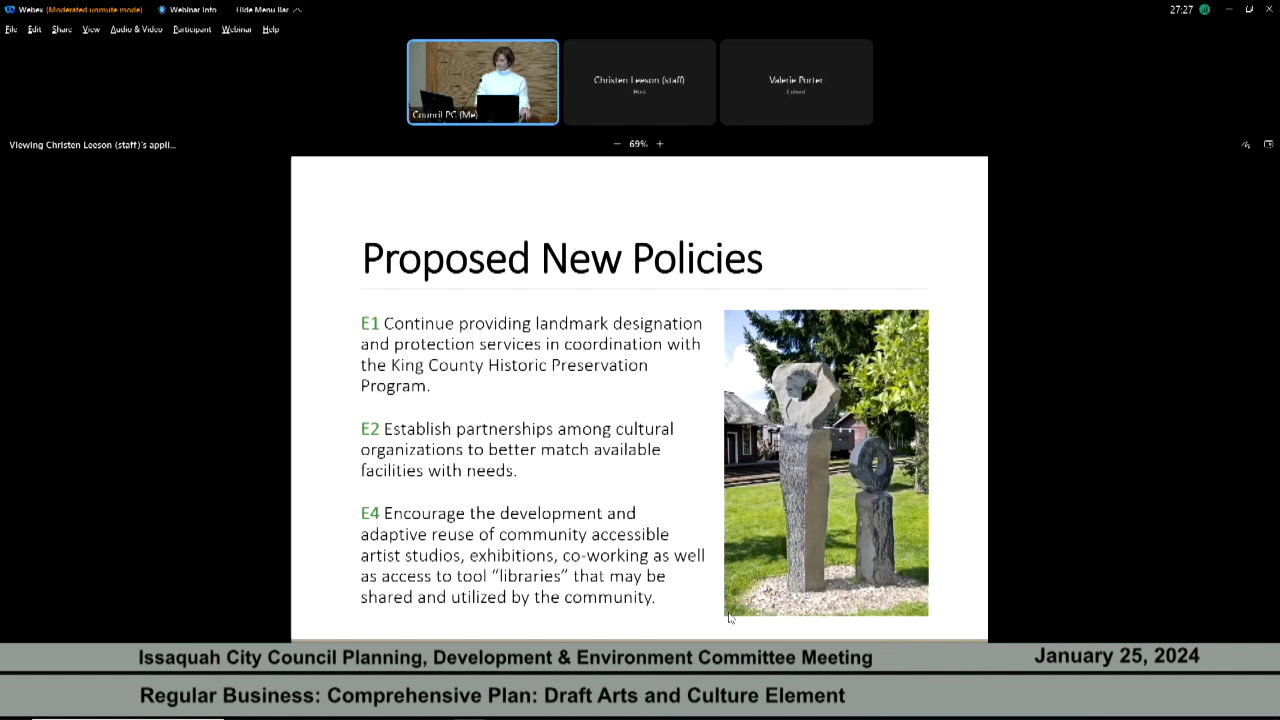 Webex (Moderated unmute mode) Webinar Info Hide Menu Bar 27:27
File Edit Share View Audio & Video Participant Webinar Help
Council PC (Me)
Christen Leeson (staff)
Host
Valerie Porter
Cohost
Viewing Christen Leeson (staff)'s appli...
69%
Proposed New Policies
E1 Continue providing landmark designation
and protection services in coordination with
the King County Historic Preservation
Program.
E2 Establish partnerships among cultural
organizations to better match available
facilities with needs.
E4 Encourage the development and
adaptive reuse of community accessible
artist studios, exhibitions, co-working as well
as access to tool “libraries” that may be
shared and utilized by the community.
Issaquah City Council Planning, Development & Environment Committee Meeting
January 25, 2024
Regular Business: Comprehensive Plan: Draft Arts and Culture Element